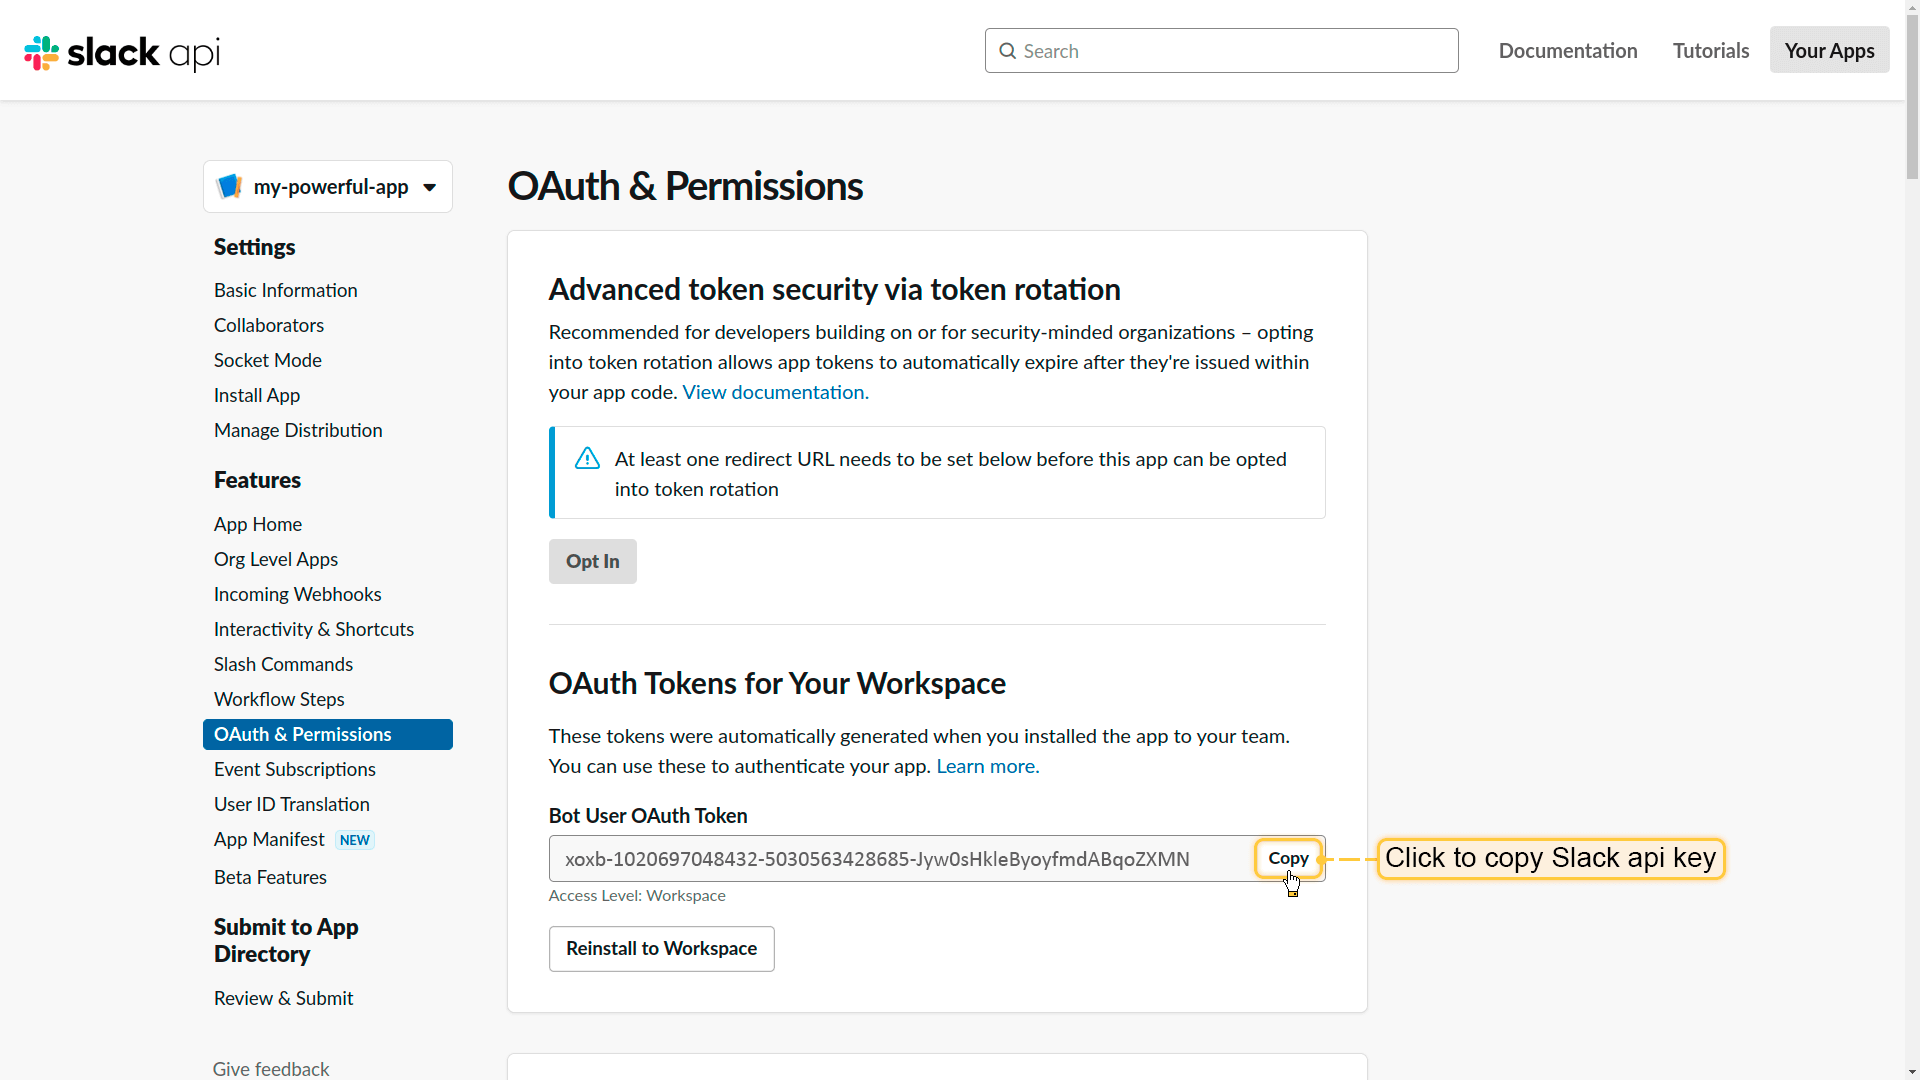 slack api
Search
Documentation
Tutorials
Your Apps
my-powerful-app
Settings
Basic Information
Collaborators
Socket Mode
Install App
Manage Distribution
Features
App Home
Org Level Apps
Incoming Webhooks
Interactivity & Shortcuts
Slash Commands
Workflow Steps
OAuth & Permissions
Event Subscriptions
User ID Translation
App Manifest NEW
Beta Features
Submit to App
Directory
Review & Submit
Give feedback
OAuth & Permissions
Advanced token security via token rotation
Recommended for developers building on or for security-minded organizations – opting
into token rotation allows app tokens to automatically expire after they're issued within
your app code. View documentation.
At least one redirect URL needs to be set below before this app can be opted
into token rotation
Opt In
OAuth Tokens for Your Workspace
These tokens were automatically generated when you installed the app to your team.
You can use these to authenticate your app. Learn more.
Bot User OAuth Token
xoxb-1020697048432-5030563428685-Jyw0sHkleByoyfmdABqoZXMN
Copy
Click to copy Slack api key
Access Level: Workspace
Reinstall to Workspace